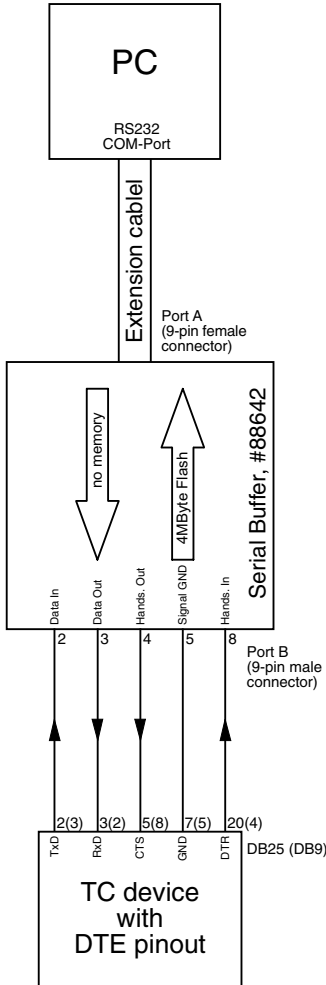 PC
RS232
COM-Port
Extension cablel
Port A
(9-pin female
connector)
no memory
4MByte Flash
Serial Buffer, #88642
Data In
Data Out
Hands. Out
Signal GND
Hands. In
2
3
4
5
8
Port B
(9-pin male
connector)
2(3)
3(2)
5(8)
7(5)
20(4)
TxD
RxD
CTS
GND
DTR
DB25 (DB9)
TC device
with
DTE pinout